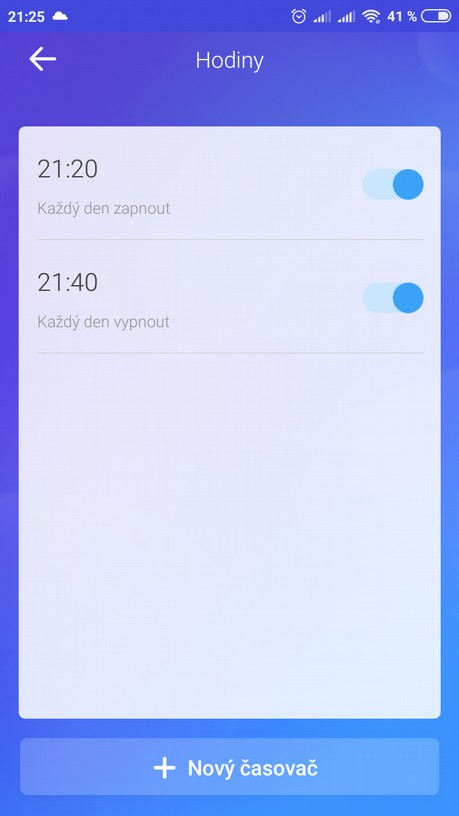 21:25 41 %
Hodiny
21:20
Každý den zapnout
21:40
Každý den vypnout
Nový časovač